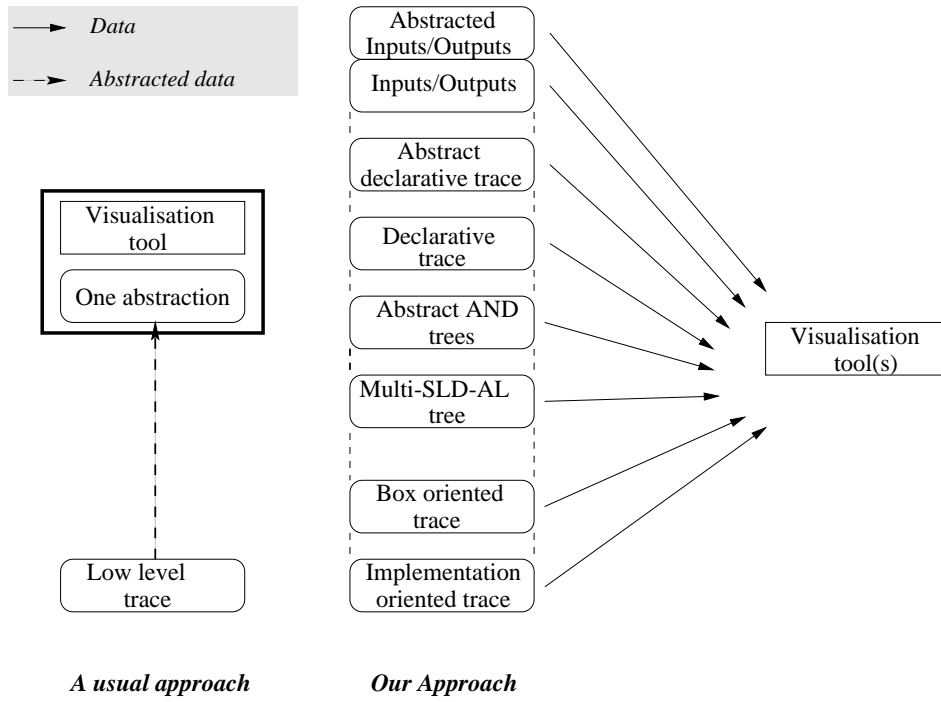 Data
Abstracted data
Visualisation
tool
One abstraction
Low level
trace
A usual approach
Abstracted
Inputs/Outputs
Inputs/Outputs
Abstract
declarative trace
Declarative
trace
Abstract AND
trees
Multi-SLD-AL
tree
Box oriented
trace
Implementation
oriented trace
Our Approach
Visualisation
tool(s)